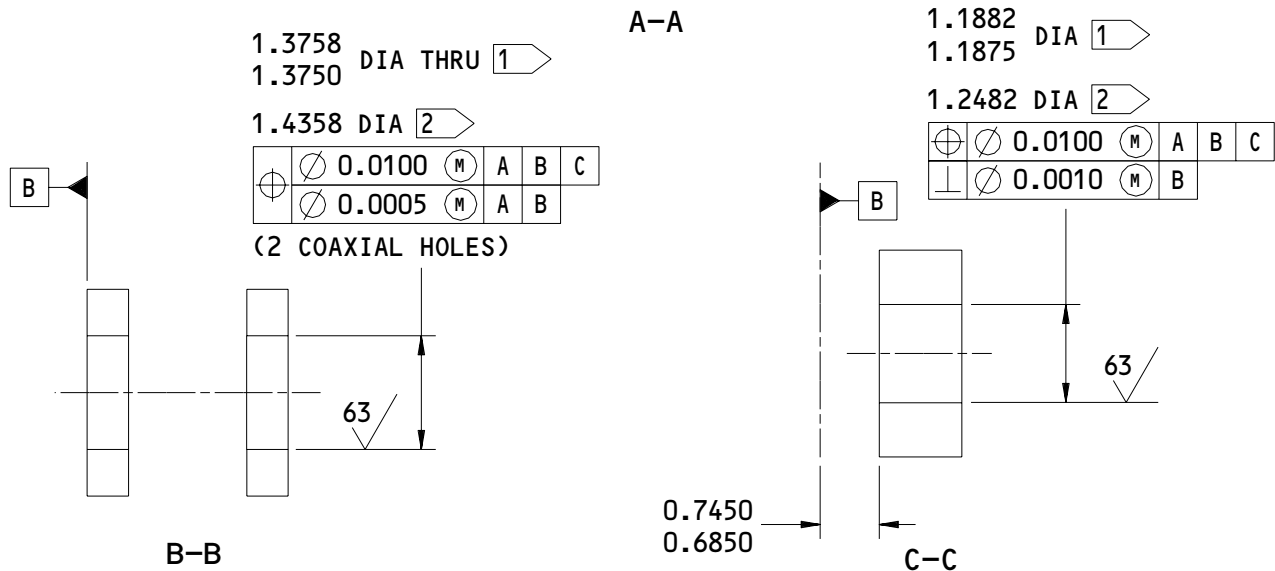 A–A
1.3758
1.3750 DIA THRU 1
1.4358 DIA 2
⌖ ⌀ 0.0100 Ⓜ A B C
⌀ 0.0005 Ⓜ A B
(2 COAXIAL HOLES)
B
63
B–B
1.1882
1.1875 DIA 1
1.2482 DIA 2
⌖ ⌀ 0.0100 Ⓜ A B C
⊥ ⌀ 0.0010 Ⓜ B
B
63
0.7450
0.6850
C–C